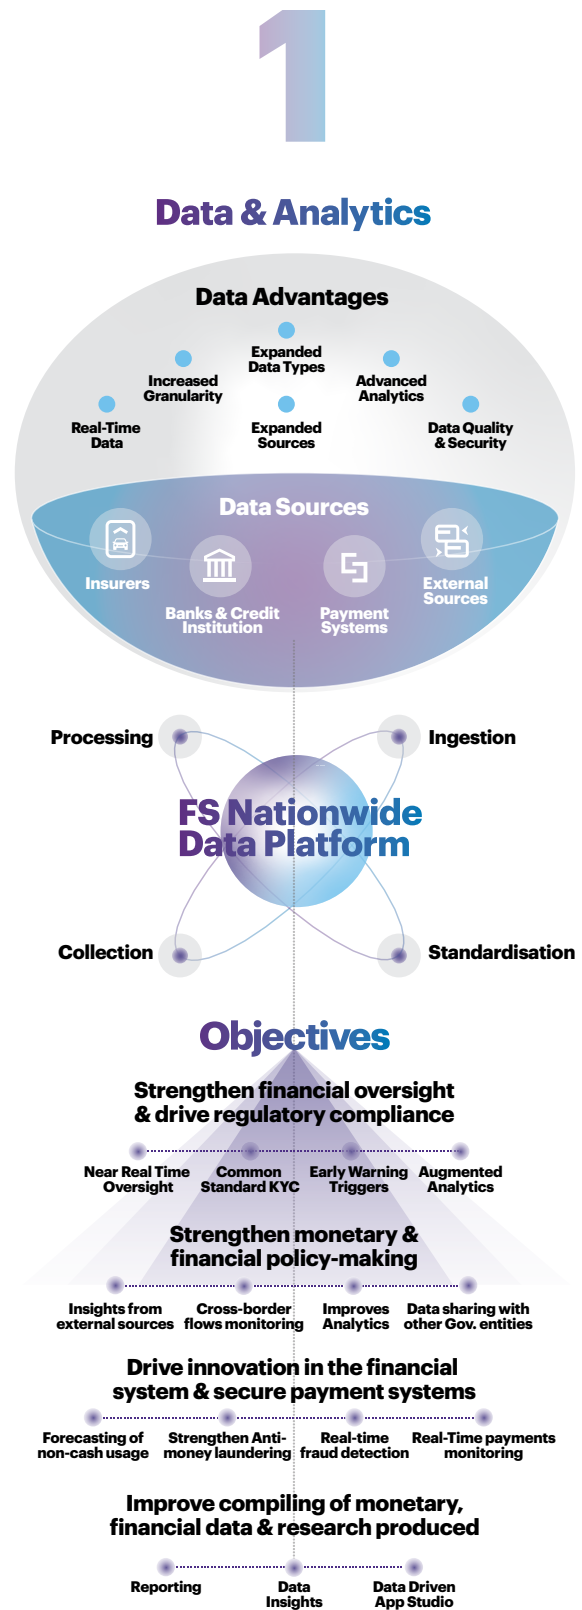 1
Data & Analytics
Data Advantages
Expanded
Data Types
Increased
Granularity
Advanced
Analytics
Real-Time
Data
Expanded
Sources
Data Quality
& Security
Data Sources
Insurers
Banks & Credit
Institution
Payment
Systems
External
Sources
Processing
Ingestion
FS Nationwide
Data Platform
Collection
Standardisation
Objectives
Strengthen financial oversight
& drive regulatory compliance
Near Real Time
Oversight
Common
Standard KYC
Early Warning
Triggers
Augmented
Analytics
Strengthen monetary &
financial policy-making
Insights from
external sources
Cross-border
flows monitoring
Improves
Analytics
Data sharing with
other Gov. entities
Drive innovation in the financial
system & secure payment systems
Forecasting of
non-cash usage
Strengthen Anti-
money laundering
Real-time
fraud detection
Real-Time payments
monitoring
Improve compiling of monetary,
financial data & research produced
Reporting
Data
Insights
Data Driven
App Studio